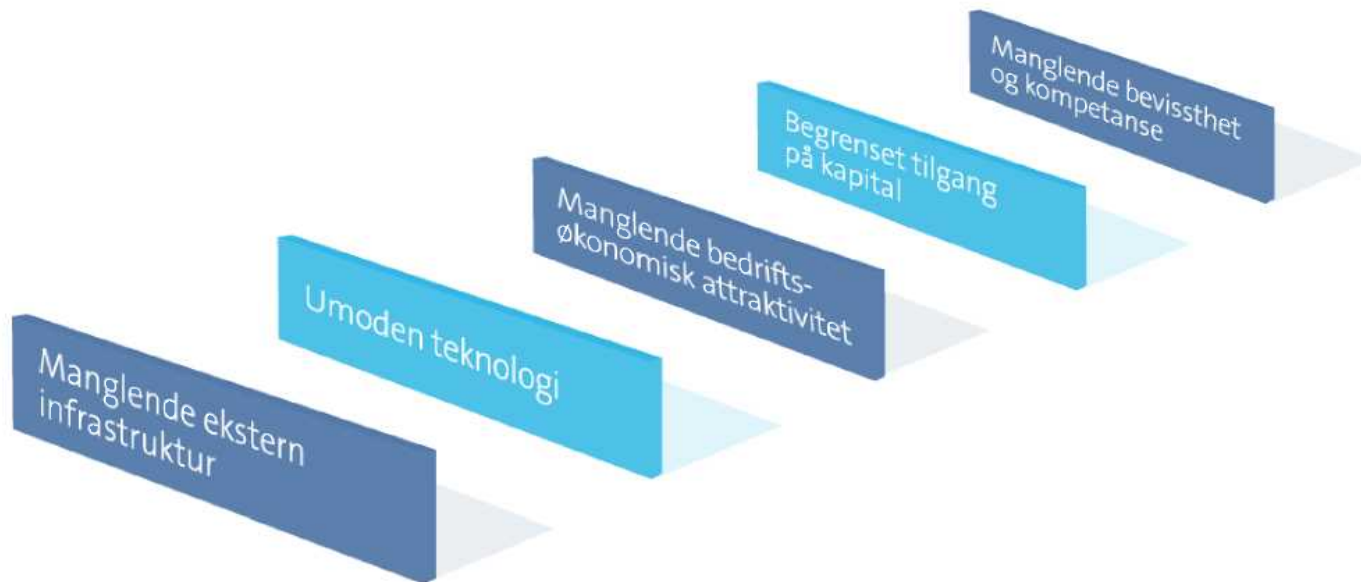 Manglende bevissthet
og kompetanse
Begrenset tilgang
på kapital
Manglende bedrifts-
økonomisk attraktivitet
Umoden teknologi
Manglende ekstern
infrastruktur